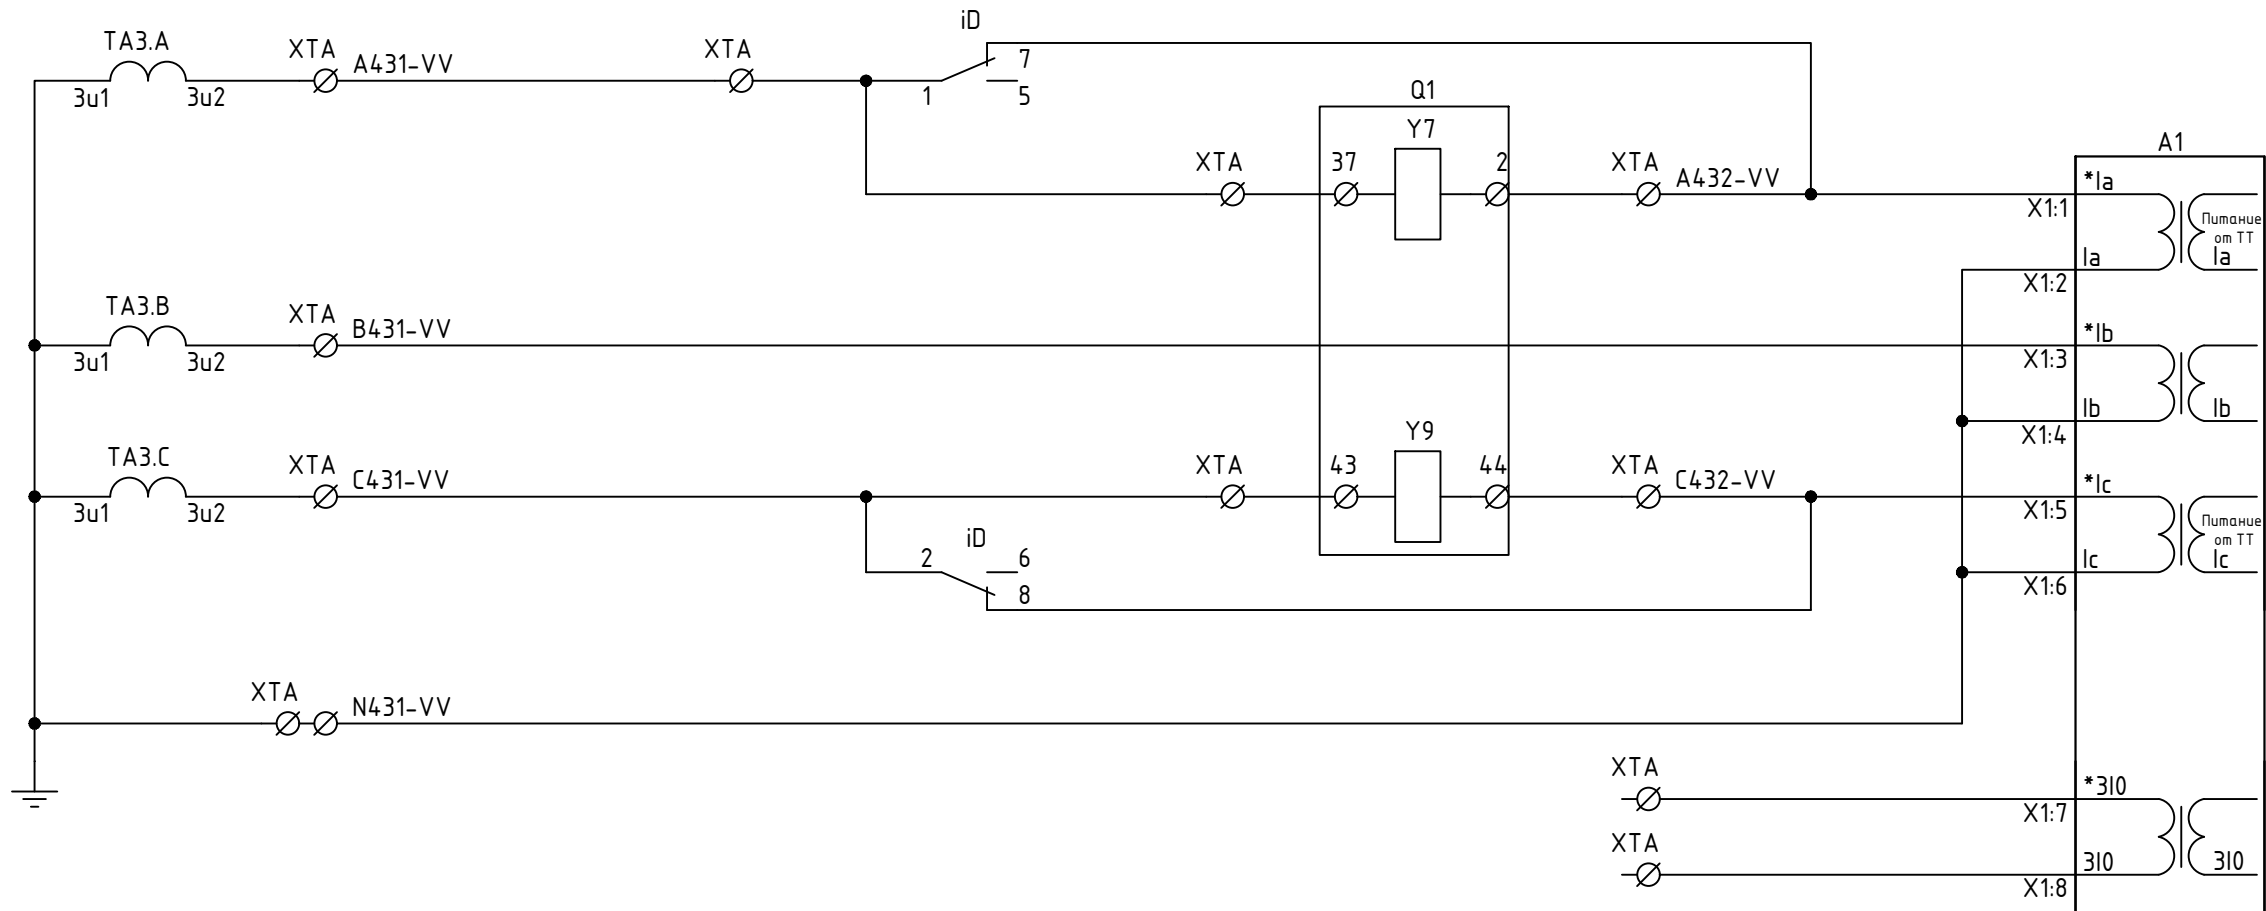 iD
TA3.A
XTA
A431-VV
XTA
7
3u1
3u2
1
5
Q1
Y7
A1
XTA
37
2
XTA
A432-VV
*Ia
X1:1
Питание
от ТТ
Ia
Ia
X1:2
TA3.B
XTA
B431-VV
*Ib
3u1
3u2
X1:3
Ib
Ib
X1:4
TA3.C
XTA
C431-VV
XTA
43
Y9
44
XTA
C432-VV
*Ic
3u1
3u2
X1:5
Питание
от ТТ
iD
2
6
Ic
Ic
8
X1:6
XTA
N431-VV
XTA
*3I0
X1:7
XTA
3I0
3I0
X1:8